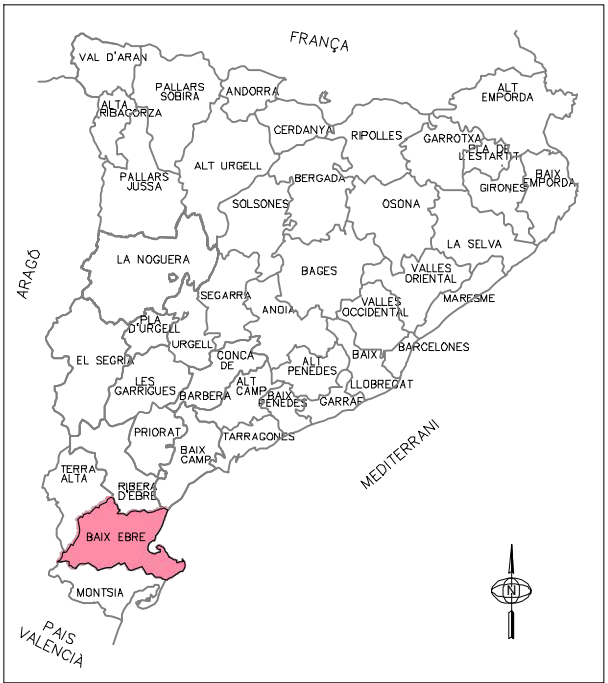 FRANÇA
VAL D'ARAN
PALLARS
SOBIRA
ANDORRA
ALT
EMPORDA
ALTA
RIBAGORZA
CERDANYA
RIPOLLES
GARROTXA
PLA DE
L'ESTARTIT
ALT URGELL
PALLARS
JUSSA
BERGADA
GIRONES
BAIX
EMPORDA
SOLSONES
OSONA
LA SELVA
ARAGÓ
LA NOGUERA
BAGES
VALLES
ORIENTAL
SEGARRA
MARESME
ANOIA
VALLES
OCCIDENTAL
PLA
D'URGELL
URGELL
BARCELONES
EL SEGRIA
CONCA
DE
BARBERA
ALT
PENEDES
BAIX
LLOBREGAT
LES
GARRIGUES
ALT
CAMP
BAIX
PENEDES
GARRAF
PRIORAT
TARRAGONES
BAIX
CAMP
MEDITERRANI
TERRA
ALTA
RIBERA
D'EBRE
BAIX EBRE
MONTSIA
N
PAIS
VALENCIÀ